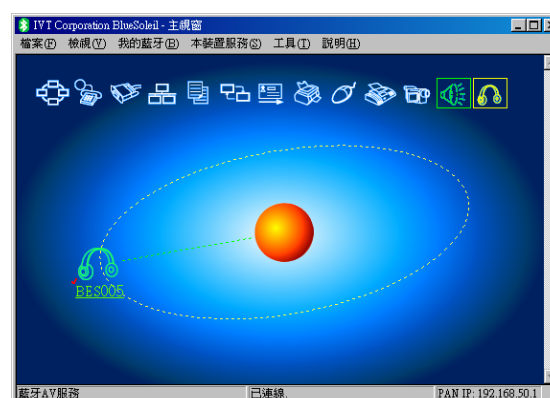 IVT Corporation BlueSoleil - 主視窗
檔案(F) 檢視(V) 我的藍牙(B) 本裝置服務(S) 工具(T) 說明(H)
BES005
藍牙AV服務 已連線. PAN IP: 192.168.50.1